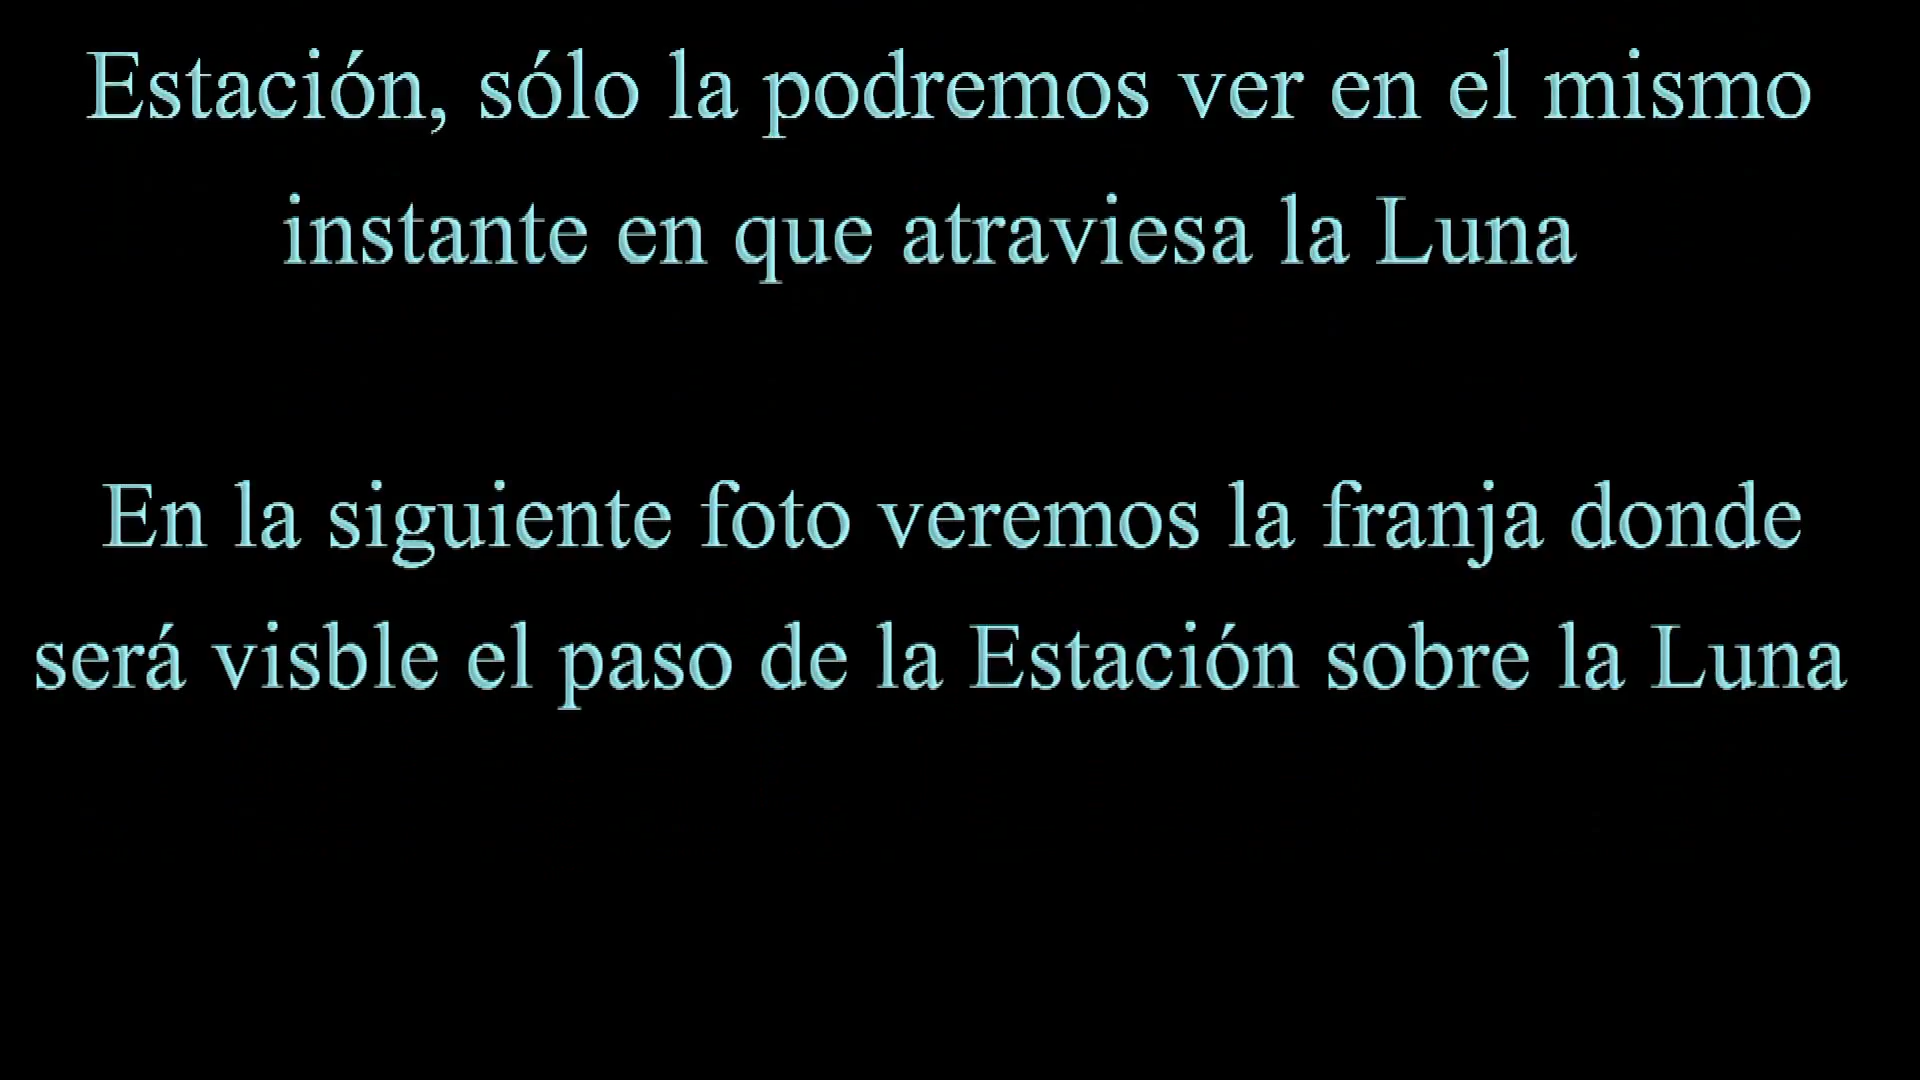 Estación, sólo la podremos ver en el mismo
instante en que atraviesa la Luna
En la siguiente foto veremos la franja donde
será visble el paso de la Estación sobre la Luna